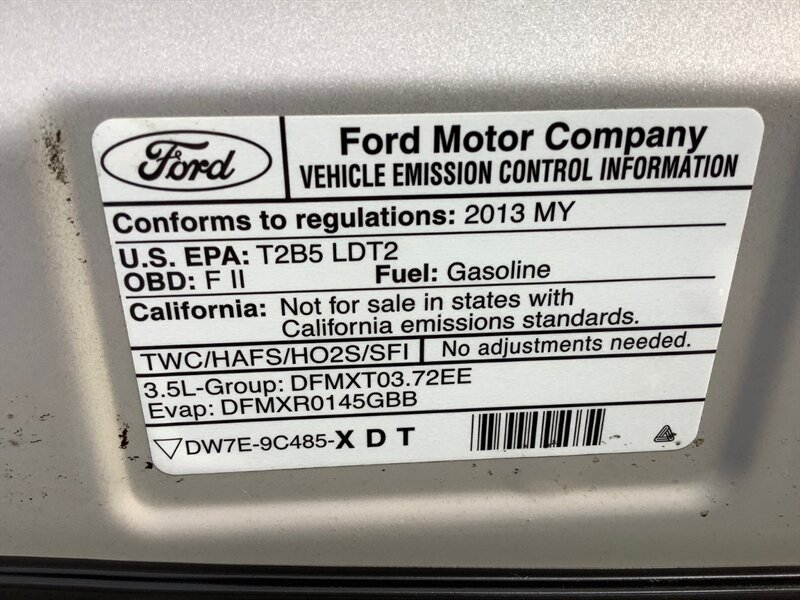 Ford
Ford Motor Company
VEHICLE EMISSION CONTROL INFORMATION
Conforms to regulations: 2013 MY
U.S. EPA: T2B5 LDT2
OBD: F II Fuel: Gasoline
California: Not for sale in states with
California emissions standards.
TWC/HAFS/HO2S/SFI No adjustments needed.
3.5L-Group: DFMXT03.72EE
Evap: DFMXR0145GBB
DW7E-9C485-X D T